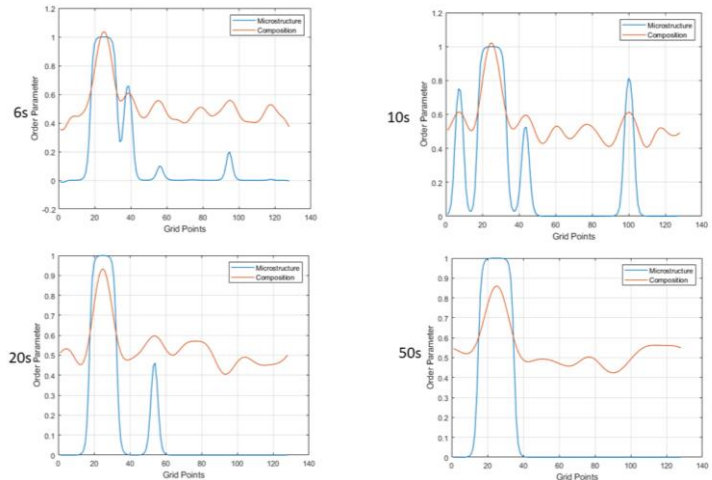 6s
Order Parameter
1.2
1
0.8
0.6
0.4
0.2
0
-0.2
0 20 40 60 80 100 120 140
Grid Points
Microstructure
Composition
10s
Order Parameter
1.2
1
0.8
0.6
0.4
0.2
0
0 20 40 60 80 100 120 140
Grid Points
Microstructure
Composition
20s
Order Parameter
1
0.9
0.8
0.7
0.6
0.5
0.4
0.3
0.2
0.1
0
0 20 40 60 80 100 120 140
Grid Points
Microstructure
Composition
50s
Order Parameter
1
0.9
0.8
0.7
0.6
0.5
0.4
0.3
0.2
0.1
0
0 20 40 60 80 100 120 140
Grid Points
Microstructure
Composition